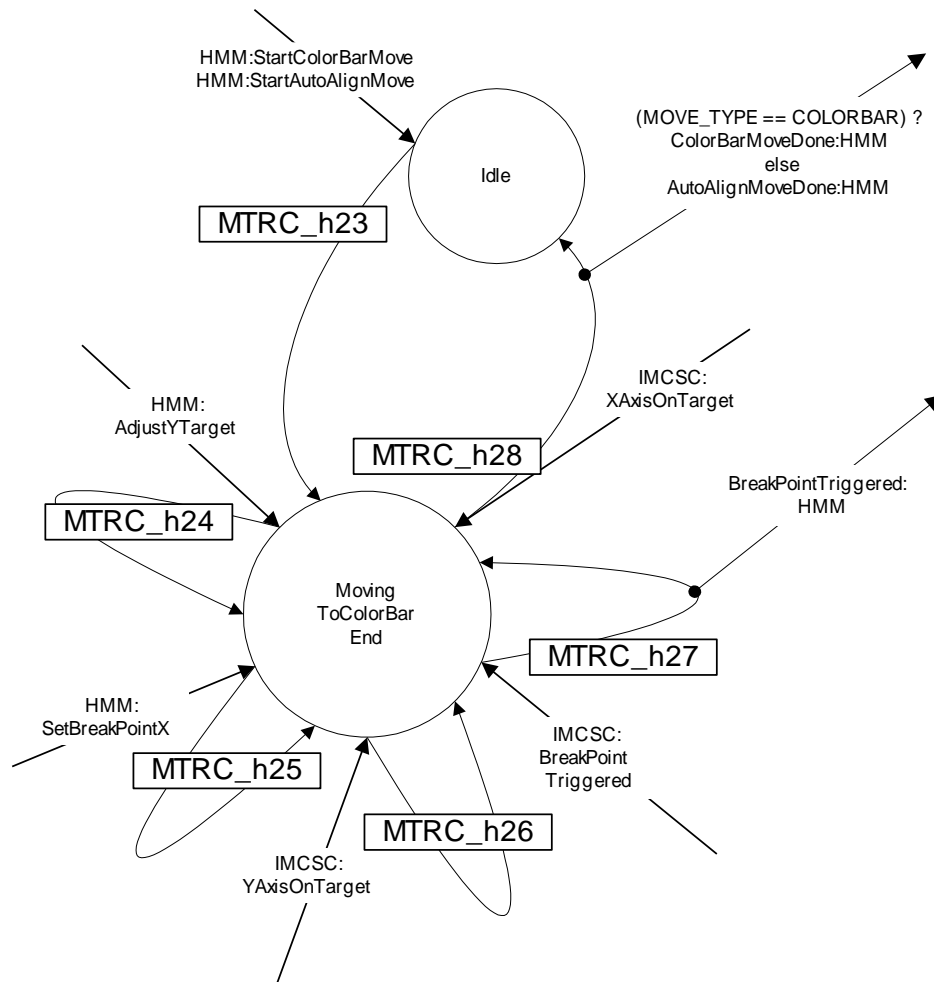 HMM:StartColorBarMove
HMM:StartAutoAlignMove
(MOVE_TYPE == COLORBAR) ?
ColorBarMoveDone:HMM
else
AutoAlignMoveDone:HMM
Idle
MTRC_h23
IMCSC:
XAxisOnTarget
HMM:
AdjustYTarget
MTRC_h28
BreakPointTriggered:
HMM
MTRC_h24
Moving
ToColorBar
End
MTRC_h27
HMM:
SetBreakPointX
IMCSC:
BreakPoint
Triggered
MTRC_h25
MTRC_h26
IMCSC:
YAxisOnTarget